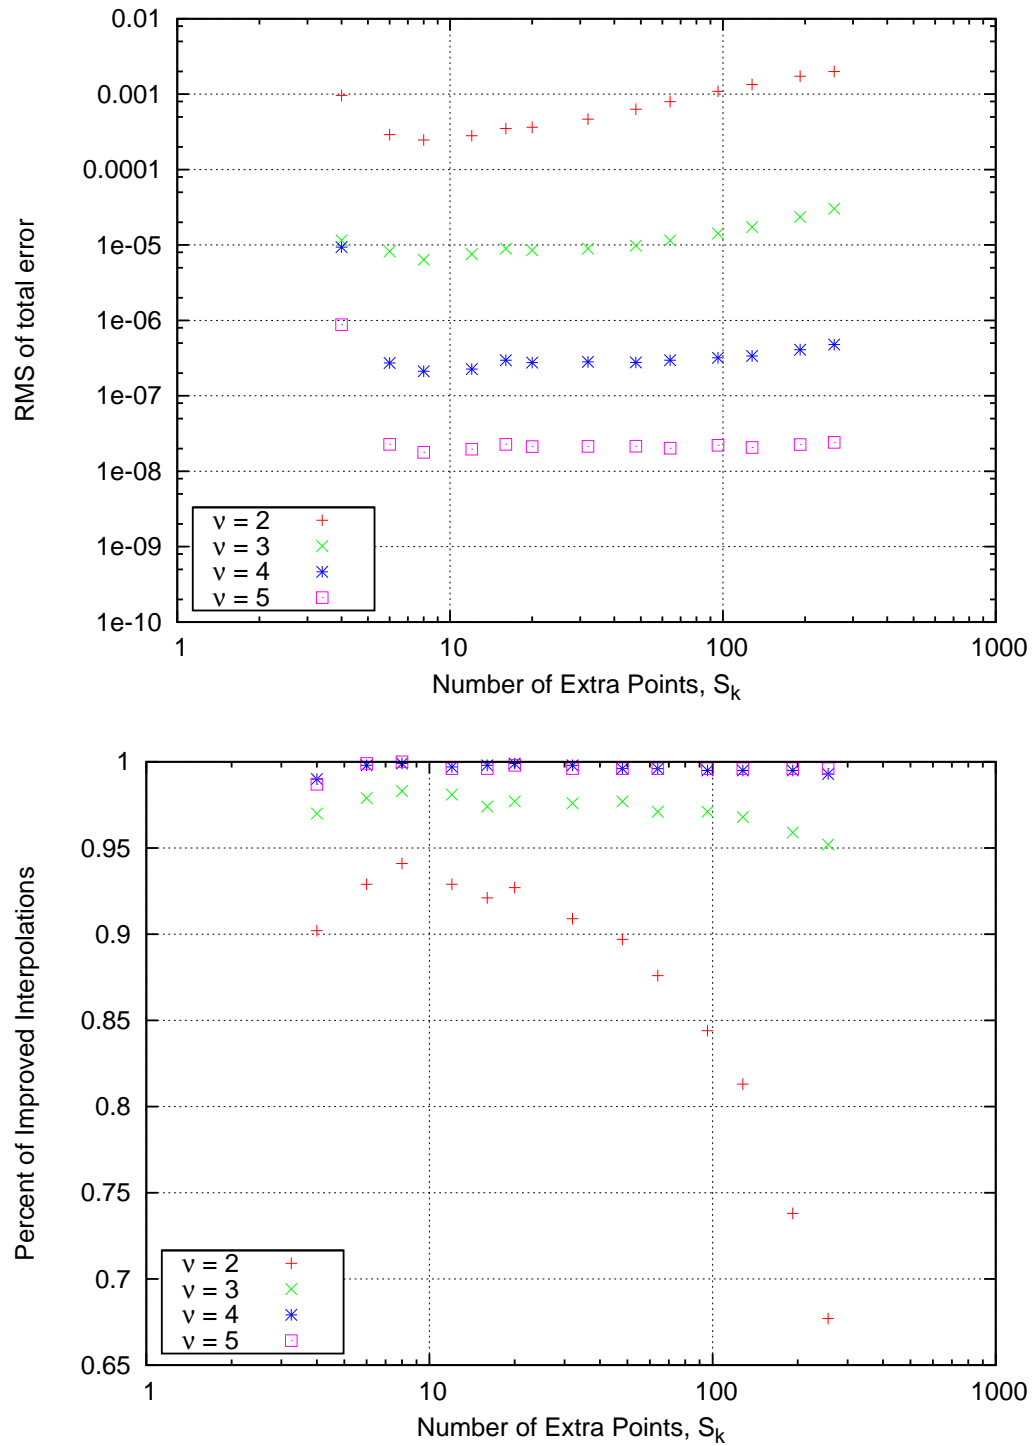 0.01
0.001
0.0001
1e-05
1e-06
1e-07
1e-08
1e-09
1e-10
RMS of total error
ν = 2
ν = 3
ν = 4
ν = 5
1 10 100 1000
Number of Extra Points, S_k
1
0.95
0.9
0.85
0.8
0.75
0.7
0.65
Percent of Improved Interpolations
ν = 2
ν = 3
ν = 4
ν = 5
1 10 100 1000
Number of Extra Points, S_k